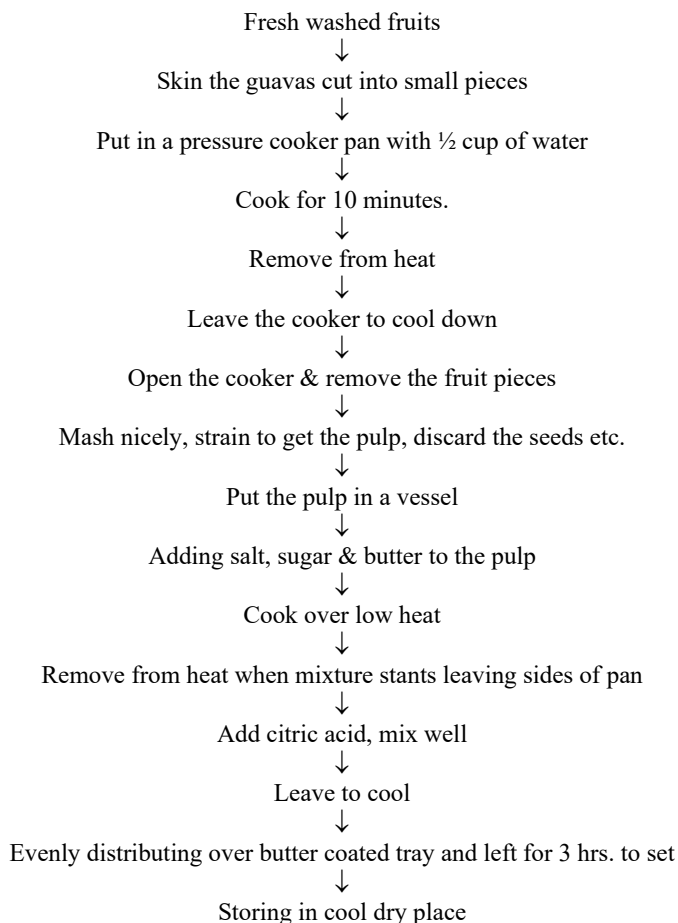 Fresh washed fruits
↓
Skin the guavas cut into small pieces
↓
Put in a pressure cooker pan with ½ cup of water
↓
Cook for 10 minutes.
↓
Remove from heat
↓
Leave the cooker to cool down
↓
Open the cooker & remove the fruit pieces
↓
Mash nicely, strain to get the pulp, discard the seeds etc.
↓
Put the pulp in a vessel
↓
Adding salt, sugar & butter to the pulp
↓
Cook over low heat
↓
Remove from heat when mixture stants leaving sides of pan
↓
Add citric acid, mix well
↓
Leave to cool
↓
Evenly distributing over butter coated tray and left for 3 hrs. to set
↓
Storing in cool dry place